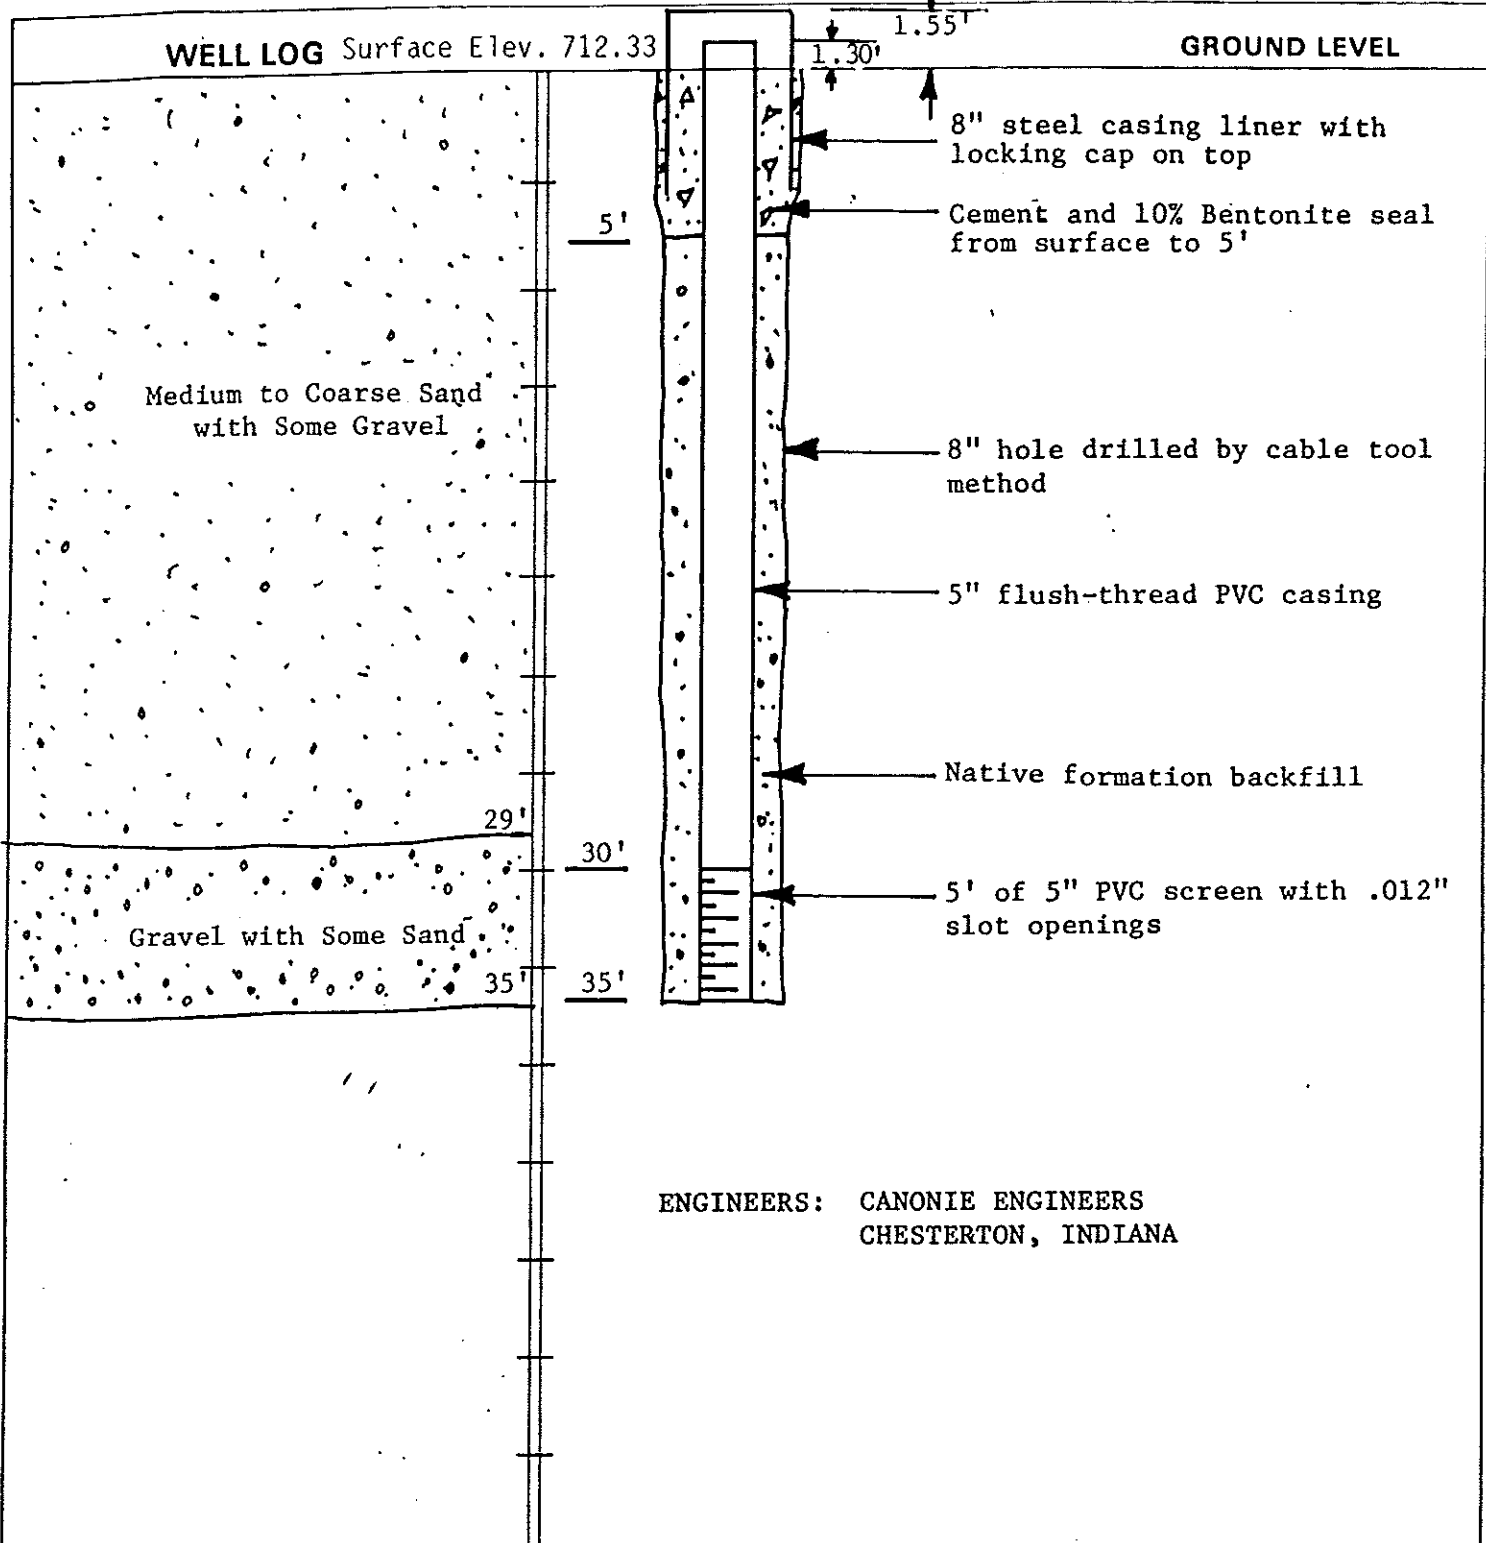 1.55'
WELL LOG Surface Elev. 712.33
1.30'
GROUND LEVEL
8" steel casing liner with
locking cap on top
Cement and 10% Bentonite seal
from surface to 5'
5'
Medium to Coarse Sand
with Some Gravel
8" hole drilled by cable tool
method
5" flush-thread PVC casing
Native formation backfill
29'
30'
5' of 5" PVC screen with .012"
slot openings
Gravel with Some Sand
35'
35'
ENGINEERS: CANONIE ENGINEERS
CHESTERTON, INDIANA